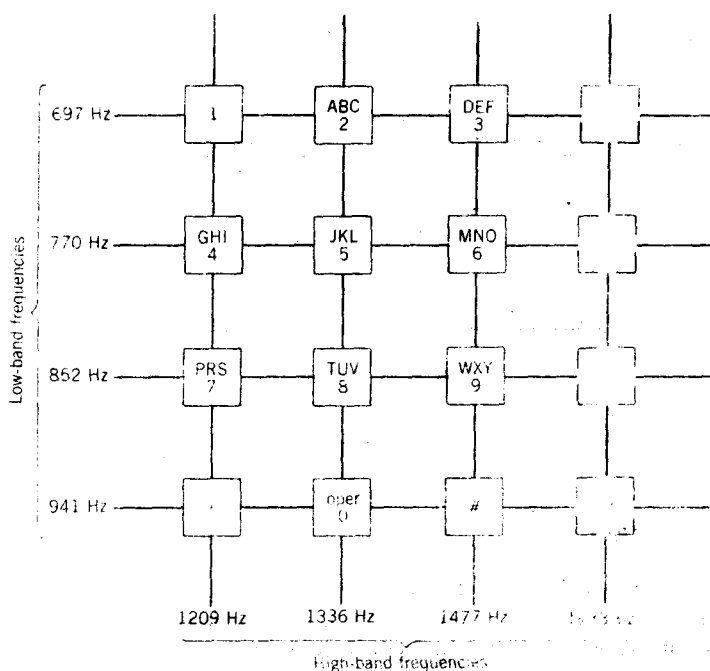 697 Hz
1
ABC
2
DEF
3
770 Hz
GHI
4
JKL
5
MNO
6
852 Hz
PRS
7
TUV
8
WXY
9
941 Hz
oper
0
#
1209 Hz
1336 Hz
1477 Hz
Low-band frequencies
High-band frequencies